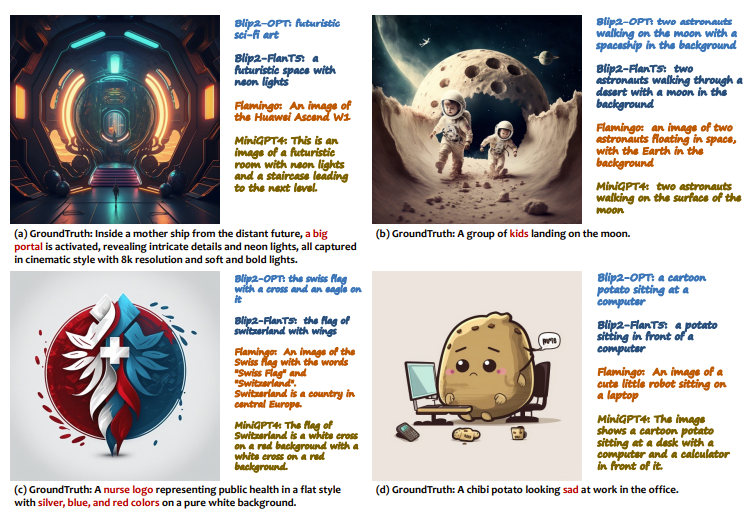 Blip2-OPT: futuristic
sci-fi art
Blip2-FlanT5: a
futuristic space with
neon lights
Flamingo: An image of
the Huawei Ascend W1
MiniGPT4: This is an
image of a futuristic
room with neon lights
and a staircase leading
to the next level.
(a) GroundTruth: Inside a mother ship from the distant future, a big
portal is activated, revealing intricate details and neon lights, all captured
in cinematic style with 8k resolution and soft and bold lights.
Blip2-OPT: two astronauts
walking on the moon with a
spaceship in the background
Blip2-FlanT5: two
astronauts walking through a
desert with a moon in the
background
Flamingo: an image of two
astronauts floating in space,
with the Earth in the
background
MiniGPT4: two astronauts
walking on the surface of the
moon
(b) GroundTruth: A group of kids landing on the moon.
Blip2-OPT: the swiss flag
with a cross and an eagle on
it
Blip2-FlanT5: the flag of
switzerland with wings
Flamingo: An image of the
Swiss flag with the words
"Swiss Flag" and
"Switzerland".
Switzerland is a country in
central Europe.
MiniGPT4: The flag of
Switzerland is a white cross
on a red background with a
white cross on a red
background.
(c) GroundTruth: A nurse logo representing public health in a flat style
with silver, blue, and red colors on a pure white background.
Blip2-OPT: a cartoon
potato sitting at a
computer
Blip2-FlanT5: a potato
sitting in front of a
computer
Flamingo: An image of a
cute little robot sitting on
a laptop
MiniGPT4: The image
shows a cartoon potato
sitting at a desk with a
computer and a calculator
in front of it.
(d) GroundTruth: A chibi potato looking sad at work in the office.